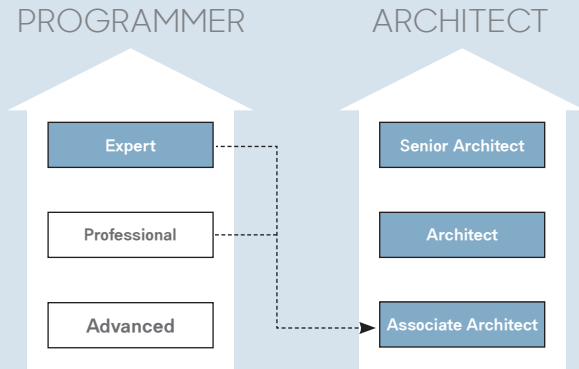 PROGRAMMER
Expert
Professional
Advanced
ARCHITECT
Senior Architect
Architect
Associate Architect